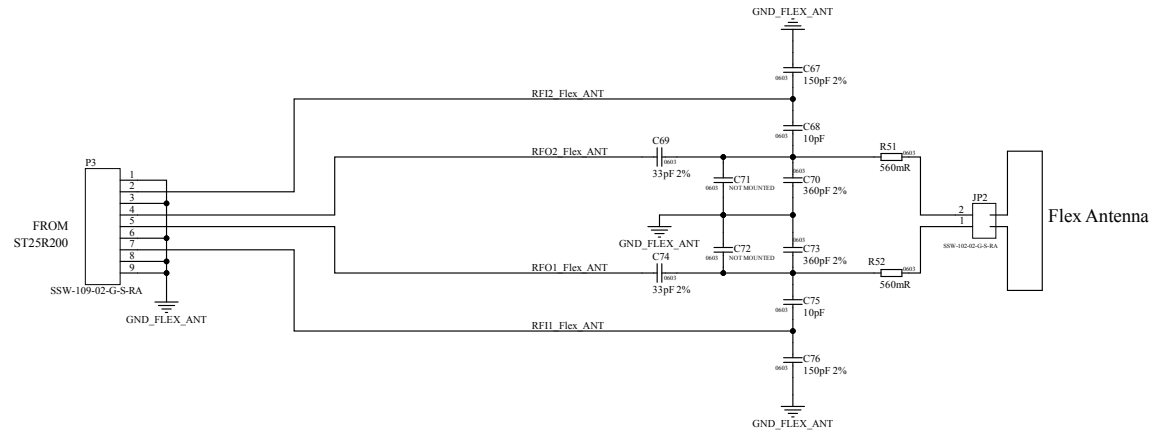 GND_FLEX_ANT
C67
0603
150pF 2%
RFI2_Flex_ANT
C68
0603
10pF
C69
RFO2_Flex_ANT
0603
33pF 2%
R51
0603
560mR
P3
1
2
3
4
5
6
7
8
9
FROM
ST25R200
SSW-109-02-G-S-RA
GND_FLEX_ANT
C71
0603
NOT MOUNTED
0603
C70
360pF 2%
JP2
2
1
SSW-102-02-G-S-RA
Flex Antenna
GND_FLEX_ANT
C72
0603
NOT MOUNTED
0603
C73
360pF 2%
C74
RFO1_Flex_ANT
0603
33pF 2%
R52
0603
560mR
C75
0603
10pF
RFI1_Flex_ANT
C76
0603
150pF 2%
GND_FLEX_ANT